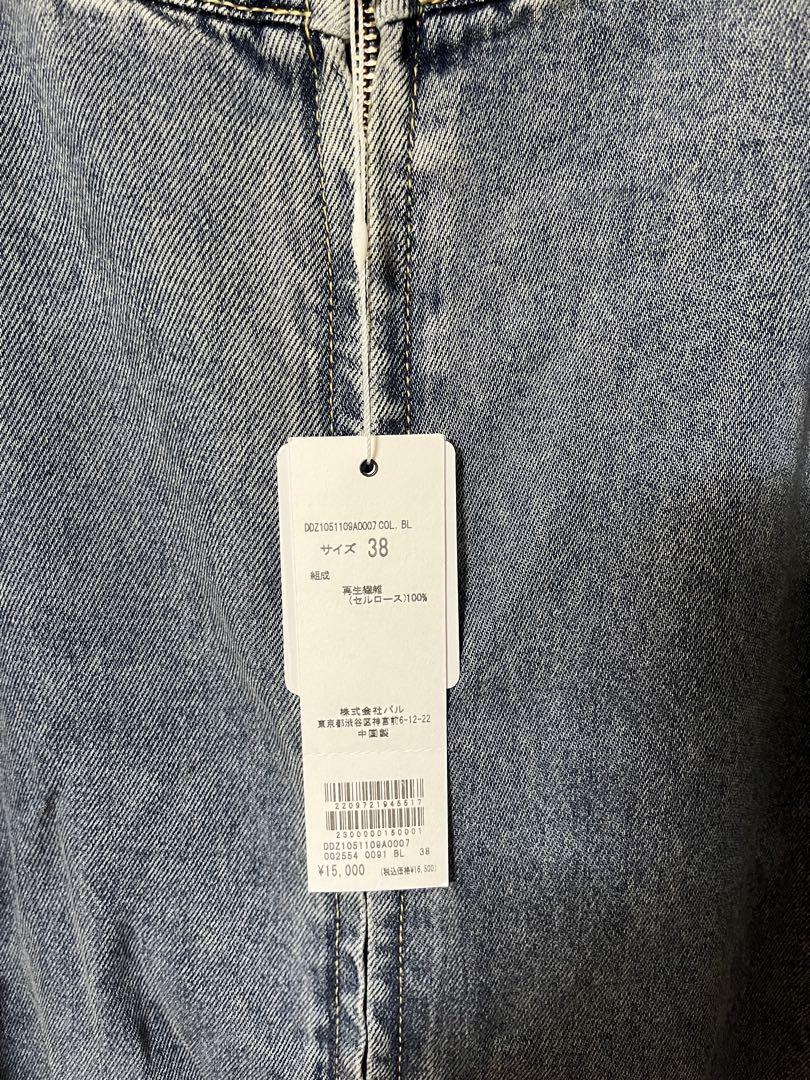 DDZ1051109A0007 COL. BL
サイズ 38
組成
再生繊維
(セルロース)100%
株式会社パル
東京都渋谷区神宮前6-12-22
中国製
2209721945517
2300000150001
DDZ1051109A0007
002554 0091 BL 38
¥15,000 (税込価格¥16,500)